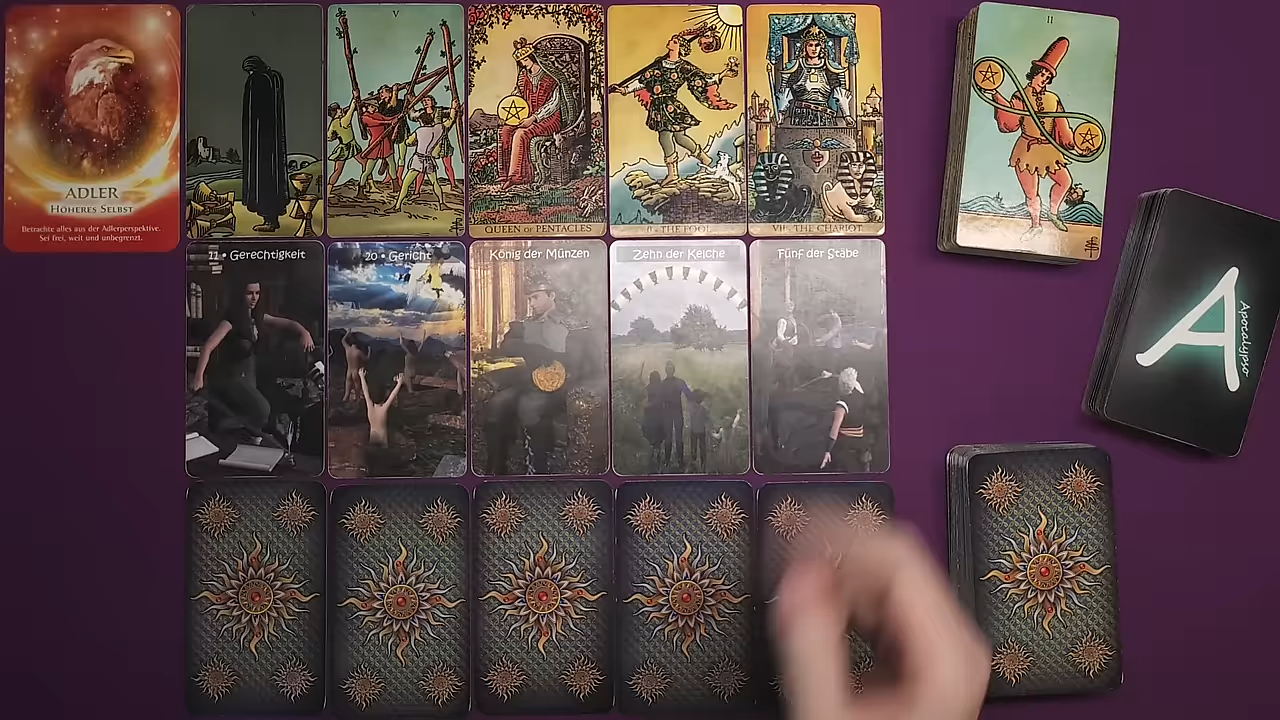 ADLER
HÖHERES SELBST
Betrachte alles aus der Adlerperspektive.
Sei frei, weit und unbegrenzt.
V
QUEEN OF PENTACLES
0 · THE FOOL
VII · THE CHARIOT
II
11 • Gerechtigkeit
20 • Gericht
König der Münzen
Zehn der Kelche
Fünf der Stäbe
A
Apocalypso